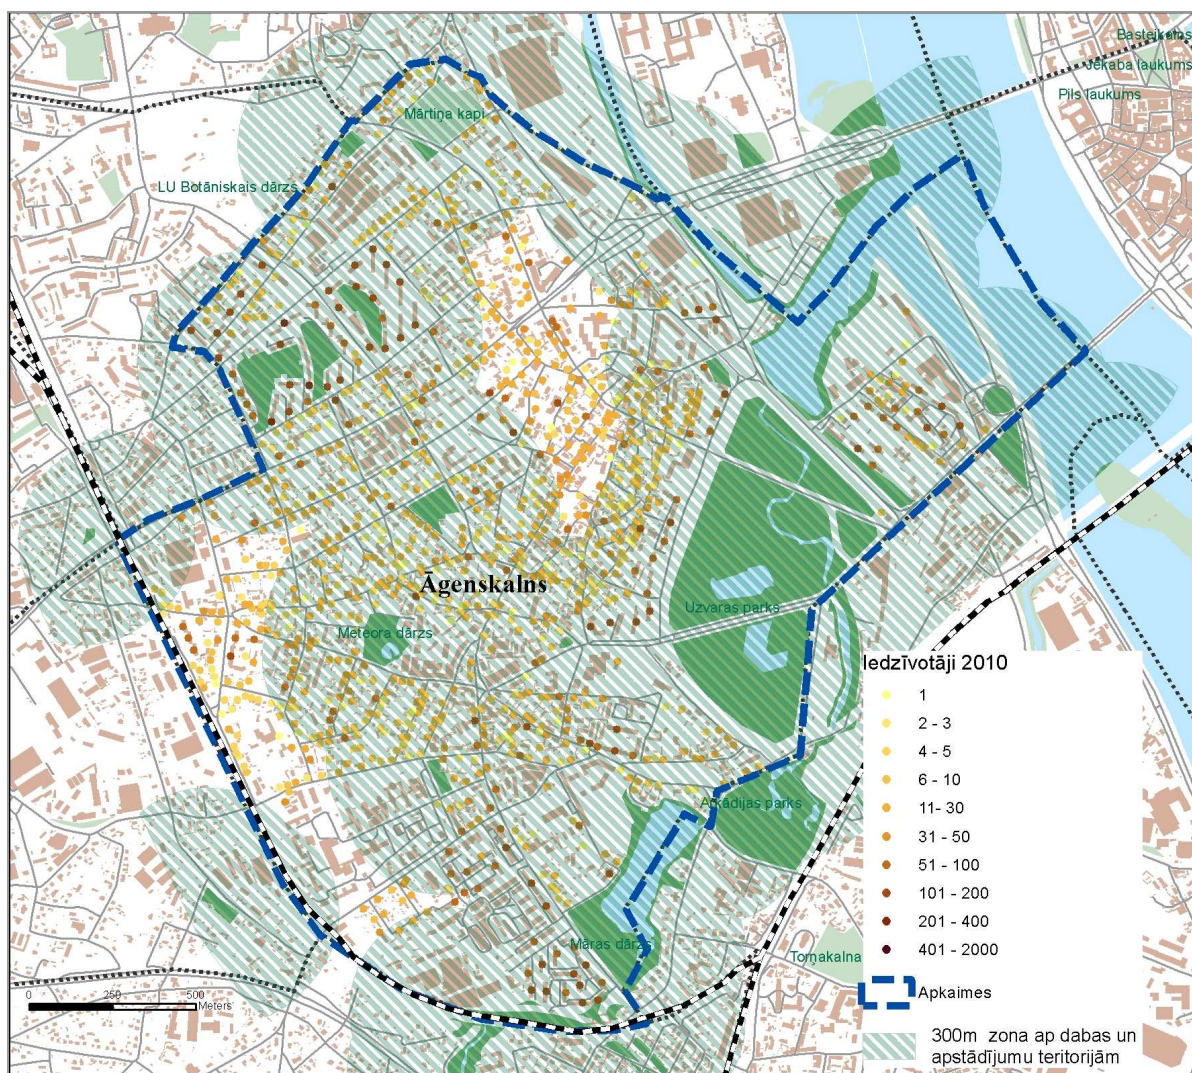 Bastejkalns
Jēkaba laukums
Pils laukums
Mārtiņa kapi
LU Botāniskais dārzs
Āgenskalns
Uzvaras parks
Meteora dārzs
Arkādijas parks
Māras dārzs
Torņakalna
0 250 500
Meters
Iedzīvotāji 2010
1
2 - 3
4 - 5
6 - 10
11- 30
31 - 50
51 - 100
101 - 200
201 - 400
401 - 2000
Apkaimes
300m zona ap dabas un
apstādījumu teritorijām